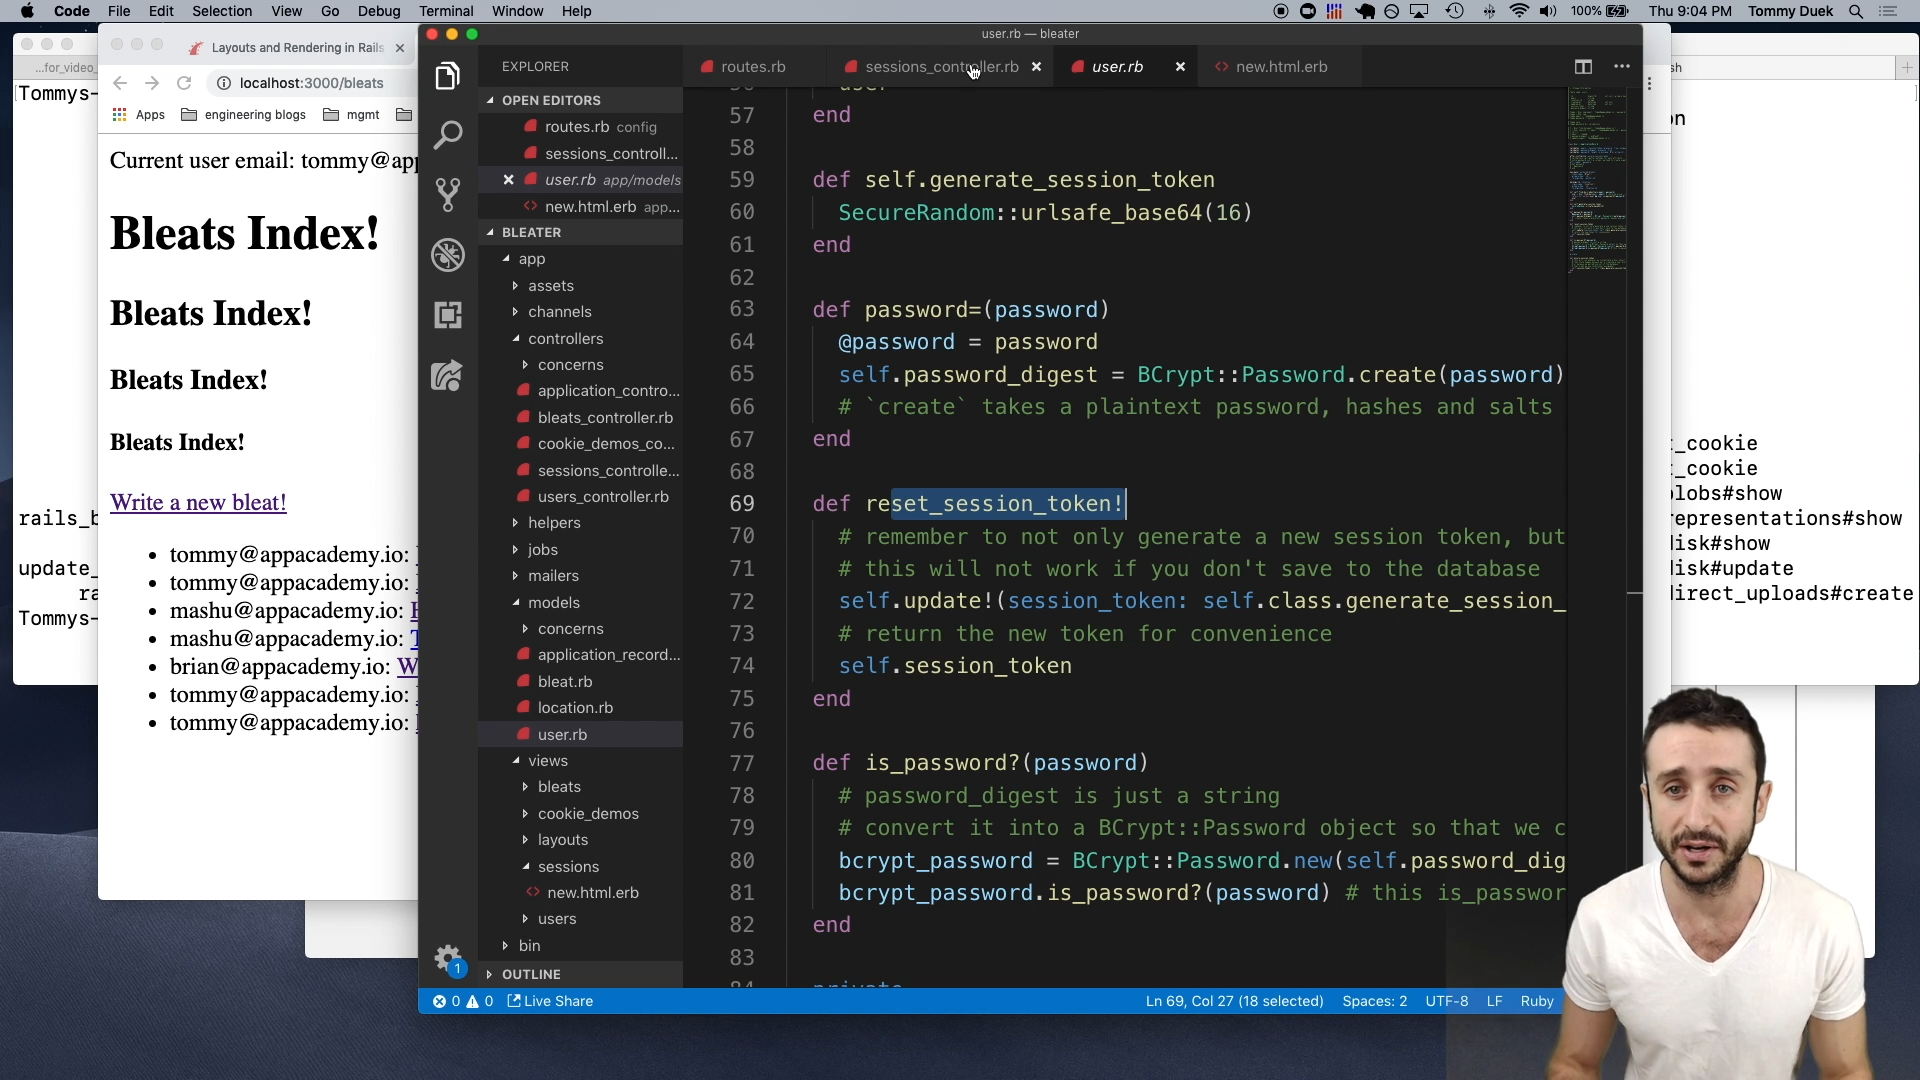 Code File Edit Selection View Go Debug Terminal Window Help
100% Thu 9:04 PM Tommy Duek
user.rb — bleater
Layouts and Rendering in Rails
...for_video_
localhost:3000/bleats
Apps engineering blogs mgmt
Tommys-
Current user email: tommy@app
Bleats Index!
Bleats Index!
Bleats Index!
Bleats Index!
Write a new bleat!
tommy@appacademy.io:
tommy@appacademy.io:
mashu@appacademy.io:
mashu@appacademy.io:
brian@appacademy.io: W
tommy@appacademy.io:
tommy@appacademy.io:
rails_b
update_
ra
Tommys-
EXPLORER
OPEN EDITORS
routes.rb config
sessions_controll...
user.rb app/models
new.html.erb app...
BLEATER
app
assets
channels
controllers
concerns
application_contro...
bleats_controller.rb
cookie_demos_co...
sessions_controlle...
users_controller.rb
helpers
jobs
mailers
models
concerns
application_record...
bleat.rb
location.rb
user.rb
views
bleats
cookie_demos
layouts
sessions
new.html.erb
users
bin
OUTLINE
routes.rb sessions_controller.rb user.rb new.html.erb
56 user
57 end
58
59 def self.generate_session_token
60 SecureRandom::urlsafe_base64(16)
61 end
62
63 def password=(password)
64 @password = password
65 self.password_digest = BCrypt::Password.create(password)
66 # `create` takes a plaintext password, hashes and salts
67 end
68
69 def reset_session_token!
70 # remember to not only generate a new session token, but
71 # this will not work if you don't save to the database
72 self.update!(session_token: self.class.generate_session_
73 # return the new token for convenience
74 self.session_token
75 end
76
77 def is_password?(password)
78 # password_digest is just a string
79 # convert it into a BCrypt::Password object so that we c
80 bcrypt_password = BCrypt::Password.new(self.password_dig
81 bcrypt_password.is_password?(password) # this is_passwor
82 end
83
84 private
1
0 0 Live Share
Ln 69, Col 27 (18 selected) Spaces: 2 UTF-8 LF Ruby
sh
on
t_cookie
t_cookie
lobs#show
representations#show
disk#show
disk#update
direct_uploads#create